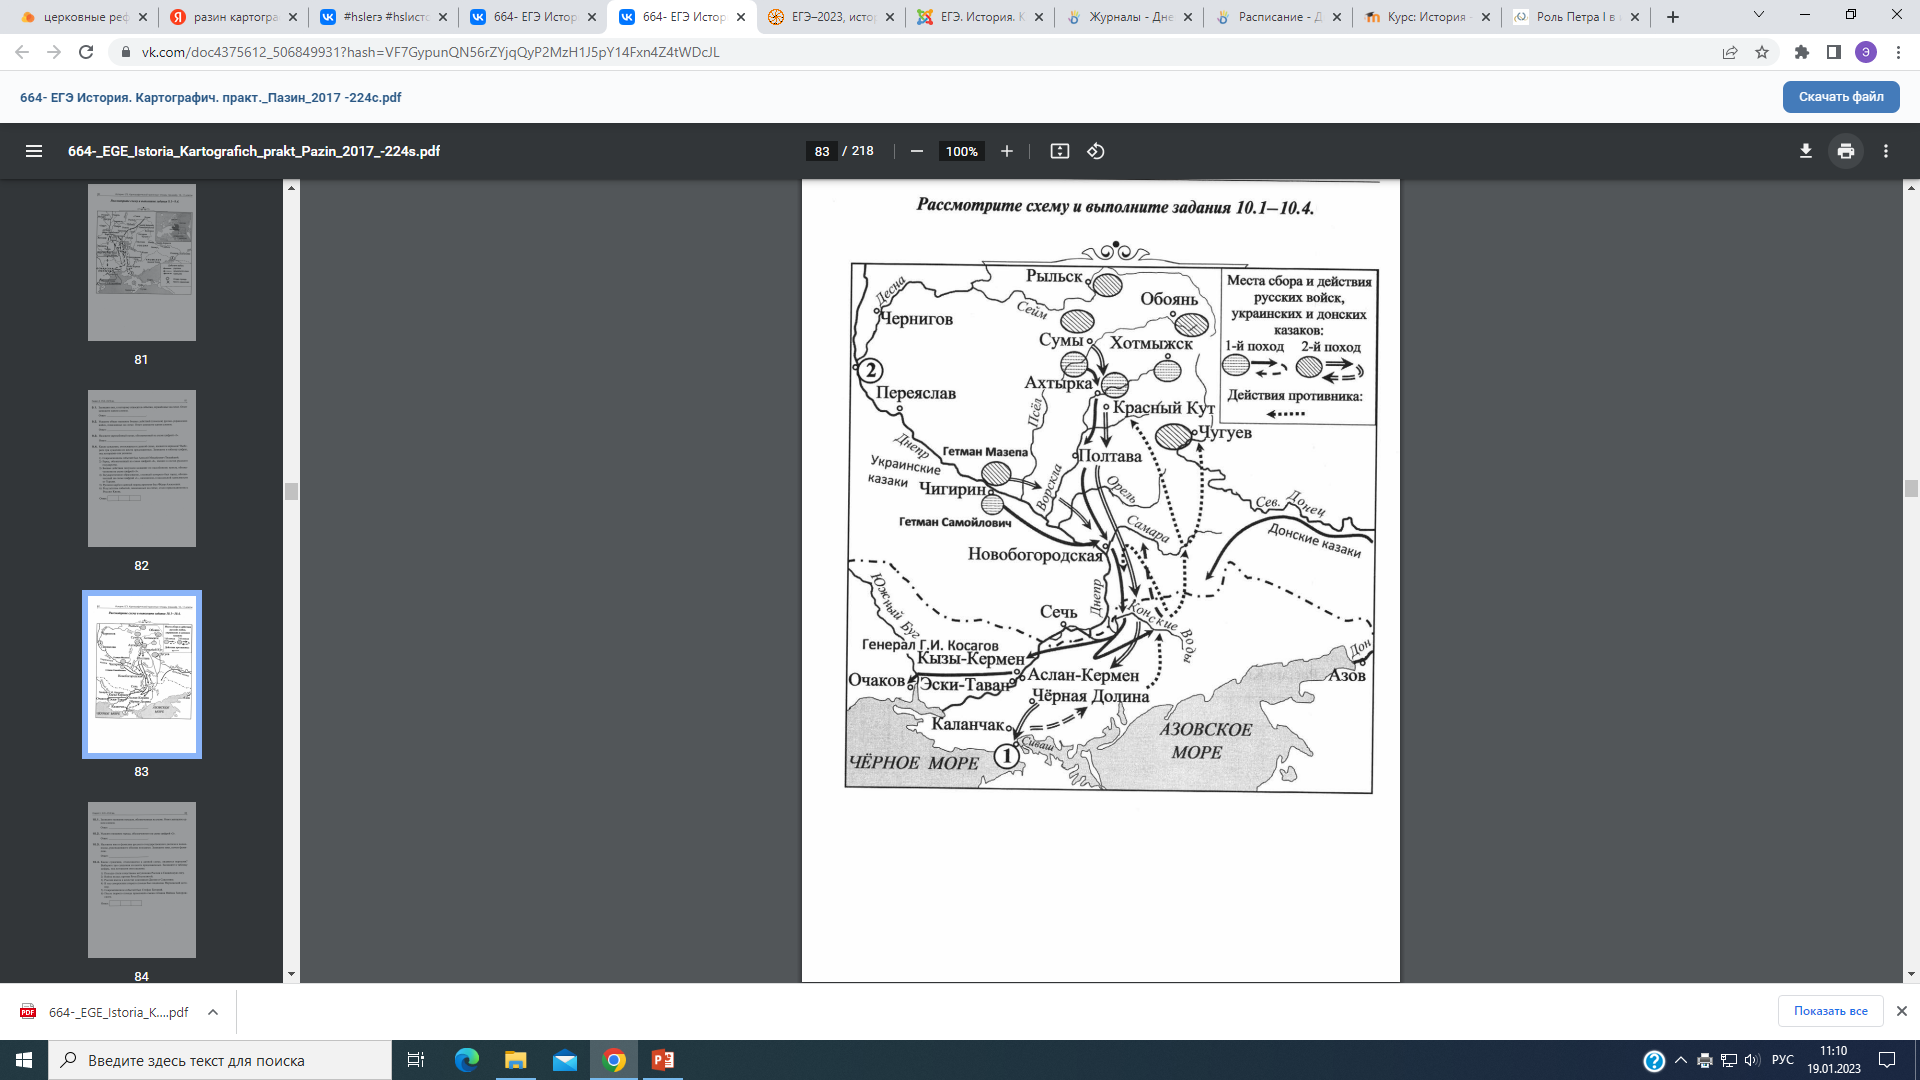 церковные реф
разин картогра
#hslегэ #hslисто
664- ЕГЭ Истор
664- ЕГЭ Истор
ЕГЭ–2023, истор
ЕГЭ. История. К
Журналы - Дне
Расписание - Д
Курс: История -
Роль Петра I в и
vk.com/doc4375612_506849931?hash=VF7GypunQN56rZYjqQyP2MzH1J5pY14Fxn4Z4tWDcJL
Э
664- ЕГЭ История. Картографич. практ._Пазин_2017 -224с.pdf
Скачать файл
664-_EGE_Istoria_Kartografich_prakt_Pazin_2017_-224s.pdf
83 / 218
100%
81
82
83
84
Рассмотрите схему и выполните задания 10.1–10.4.
Рыльск
Десна
Сейм
Обоянь
Чернигов
Сумы
Хотмыжск
Места сбора и действия
русских войск,
украинских и донских
казаков:
1-й поход
2-й поход
Действия противника:
2
Ахтырка
Переяслав
Псёл
Красный Кут
Чугуев
Днепр
Гетман Мазепа
Полтава
Украинские
казаки
Чигирин
Ворскла
Орель
Сев. Донец
Гетман Самойлович
Самара
Донские казаки
Новобогородская
Южный Буг
Днепр
Сечь
Конские Воды
Генерал Г.И. Косагов
Кызы-Кермен
Дон
Очаков
Эски-Таван
Аслан-Кермен
Азов
Чёрная Долина
Каланчак
АЗОВСКОЕ
МОРЕ
Сиваш
1
ЧЁРНОЕ МОРЕ
664-_EGE_Istoria_K....pdf
Показать все
Введите здесь текст для поиска
РУС
11:10
19.01.2023